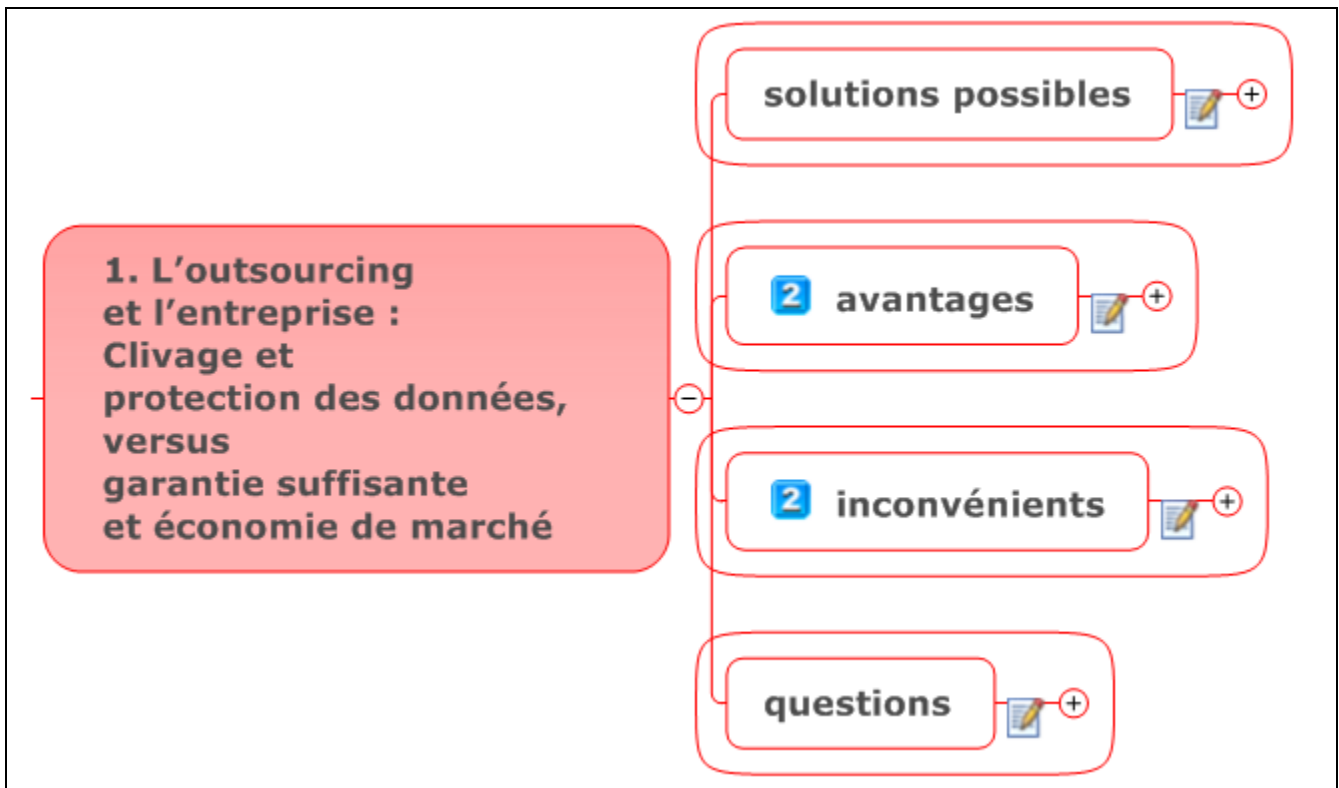 solutions possibles
1. L’outsourcing
et l’entreprise :
Clivage et
protection des données,
versus
garantie suffisante
et économie de marché
2 avantages
2 inconvénients
questions